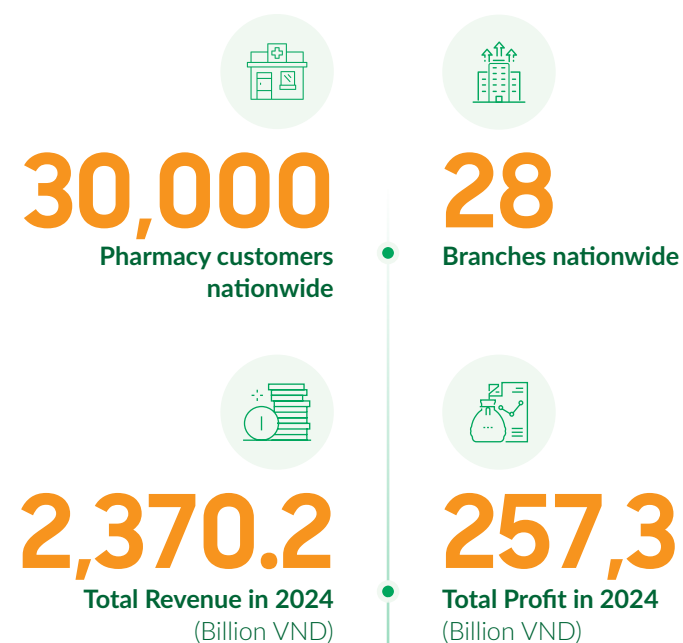 30,000
Pharmacy customers
nationwide
28
Branches nationwide
2,370.2
Total Revenue in 2024
(Billion VND)
257,3
Total Profit in 2024
(Billion VND)